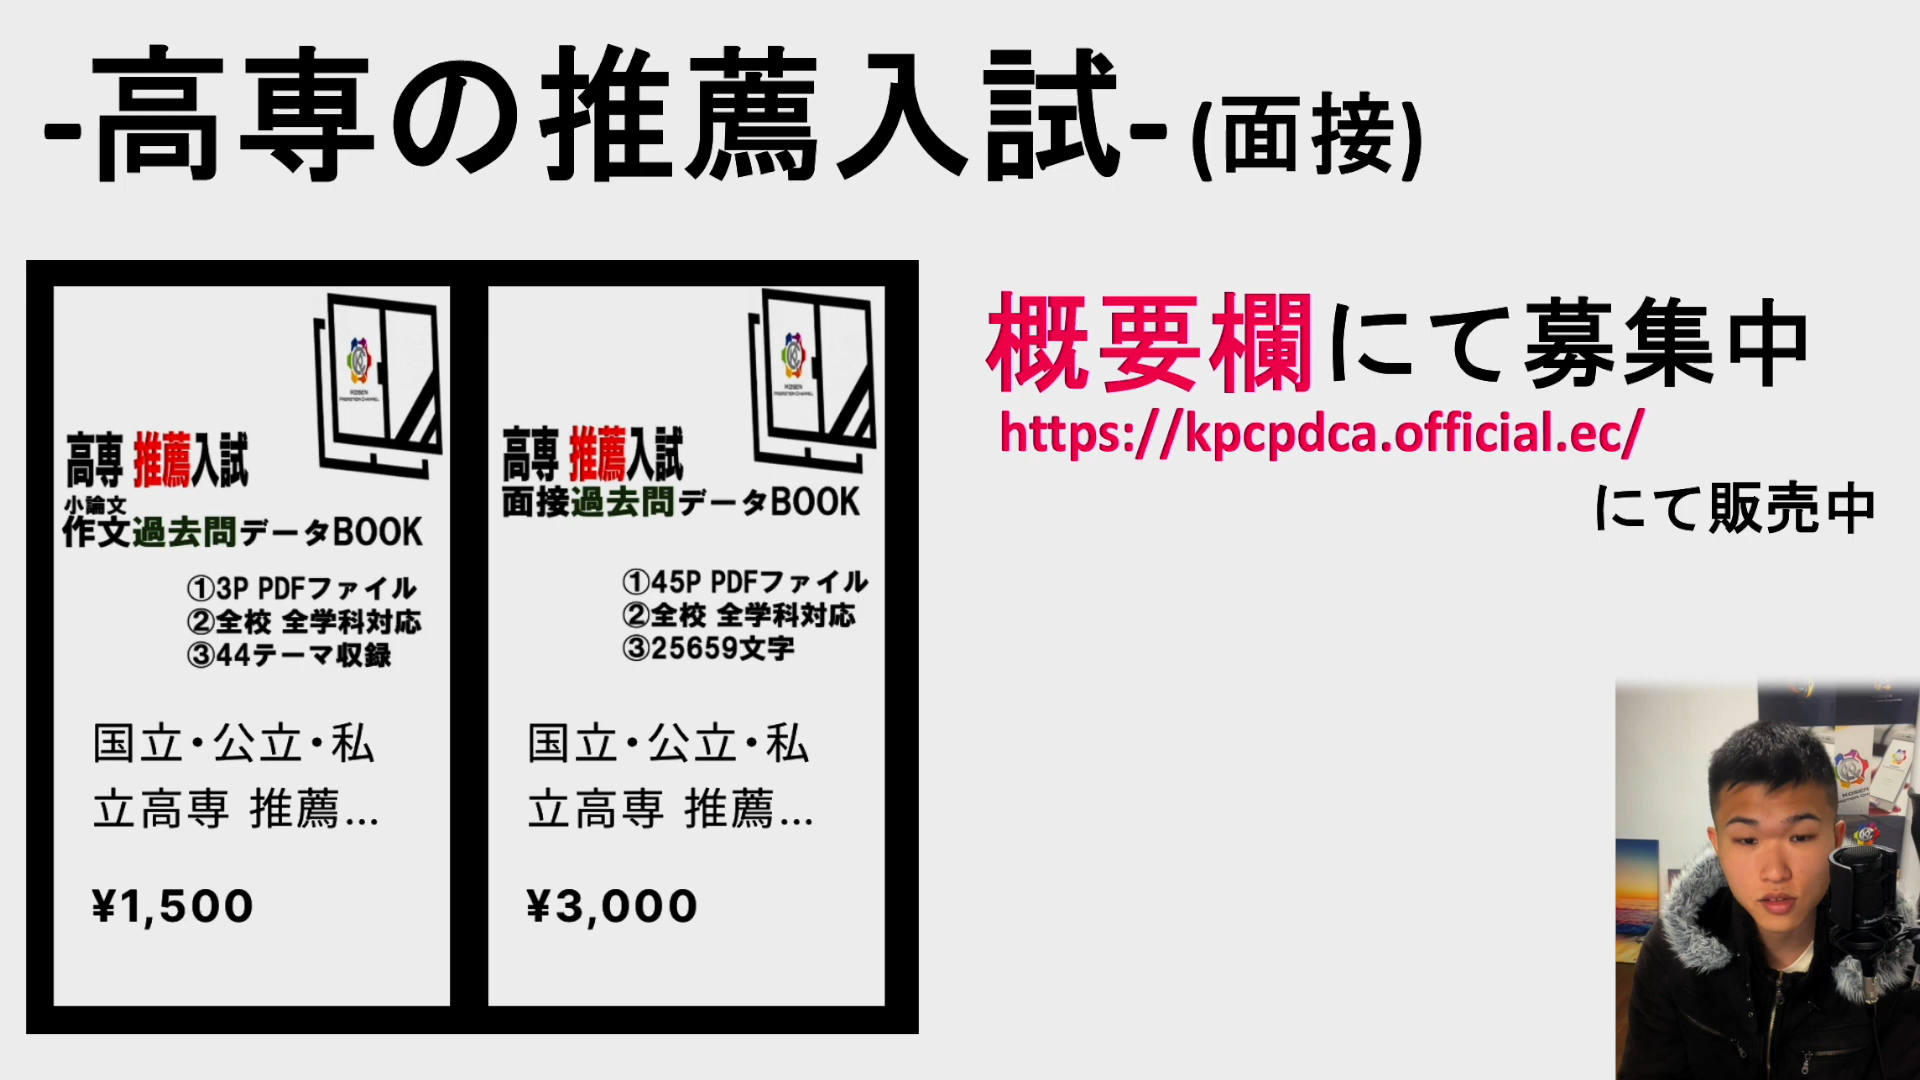 -高専の推薦入試-(面接)
KOSEN
PROMOTION CHANNEL
高専 推薦入試
小論文
作文過去問データBOOK
①3P PDFファイル
②全校 全学科対応
③44テーマ収録
国立・公立・私
立高専 推薦...
¥1,500
KOSEN
PROMOTION CHANNEL
高専 推薦入試
面接過去問データBOOK
①45P PDFファイル
②全校 全学科対応
③25659文字
国立・公立・私
立高専 推薦...
¥3,000
概要欄にて募集中
https://kpcpdca.official.ec/
にて販売中
KOSEN